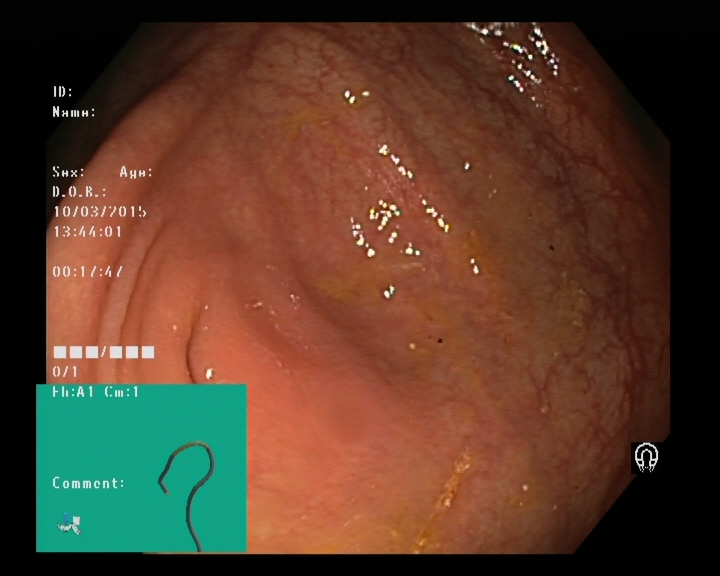 ID:
Name:
Sex: Age:
D.O.B.:
10/03/2015
13:44:01
00:17:47
■■■/■■■
0/1
Eh:A1 Cm:1
Comment: